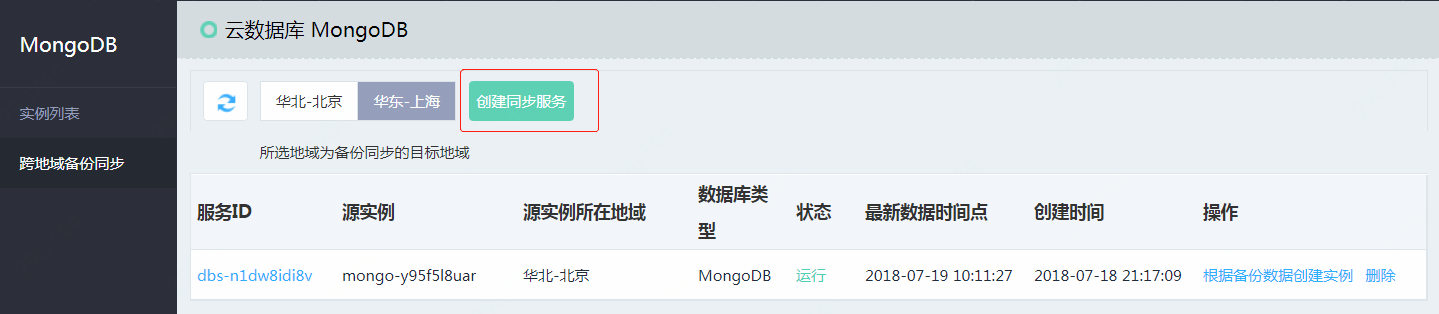 MongoDB
实例列表
跨地域备份同步
云数据库 MongoDB
华北-北京 华东-上海 创建同步服务
所选地域为备份同步的目标地域
服务ID 源实例 源实例所在地域 数据库类型 状态 最新数据时间点 创建时间 操作
dbs-n1dw8idi8v mongo-y95f5l8uar 华北-北京 MongoDB 运行 2018-07-19 10:11:27 2018-07-18 21:17:09 根据备份数据创建实例 删除